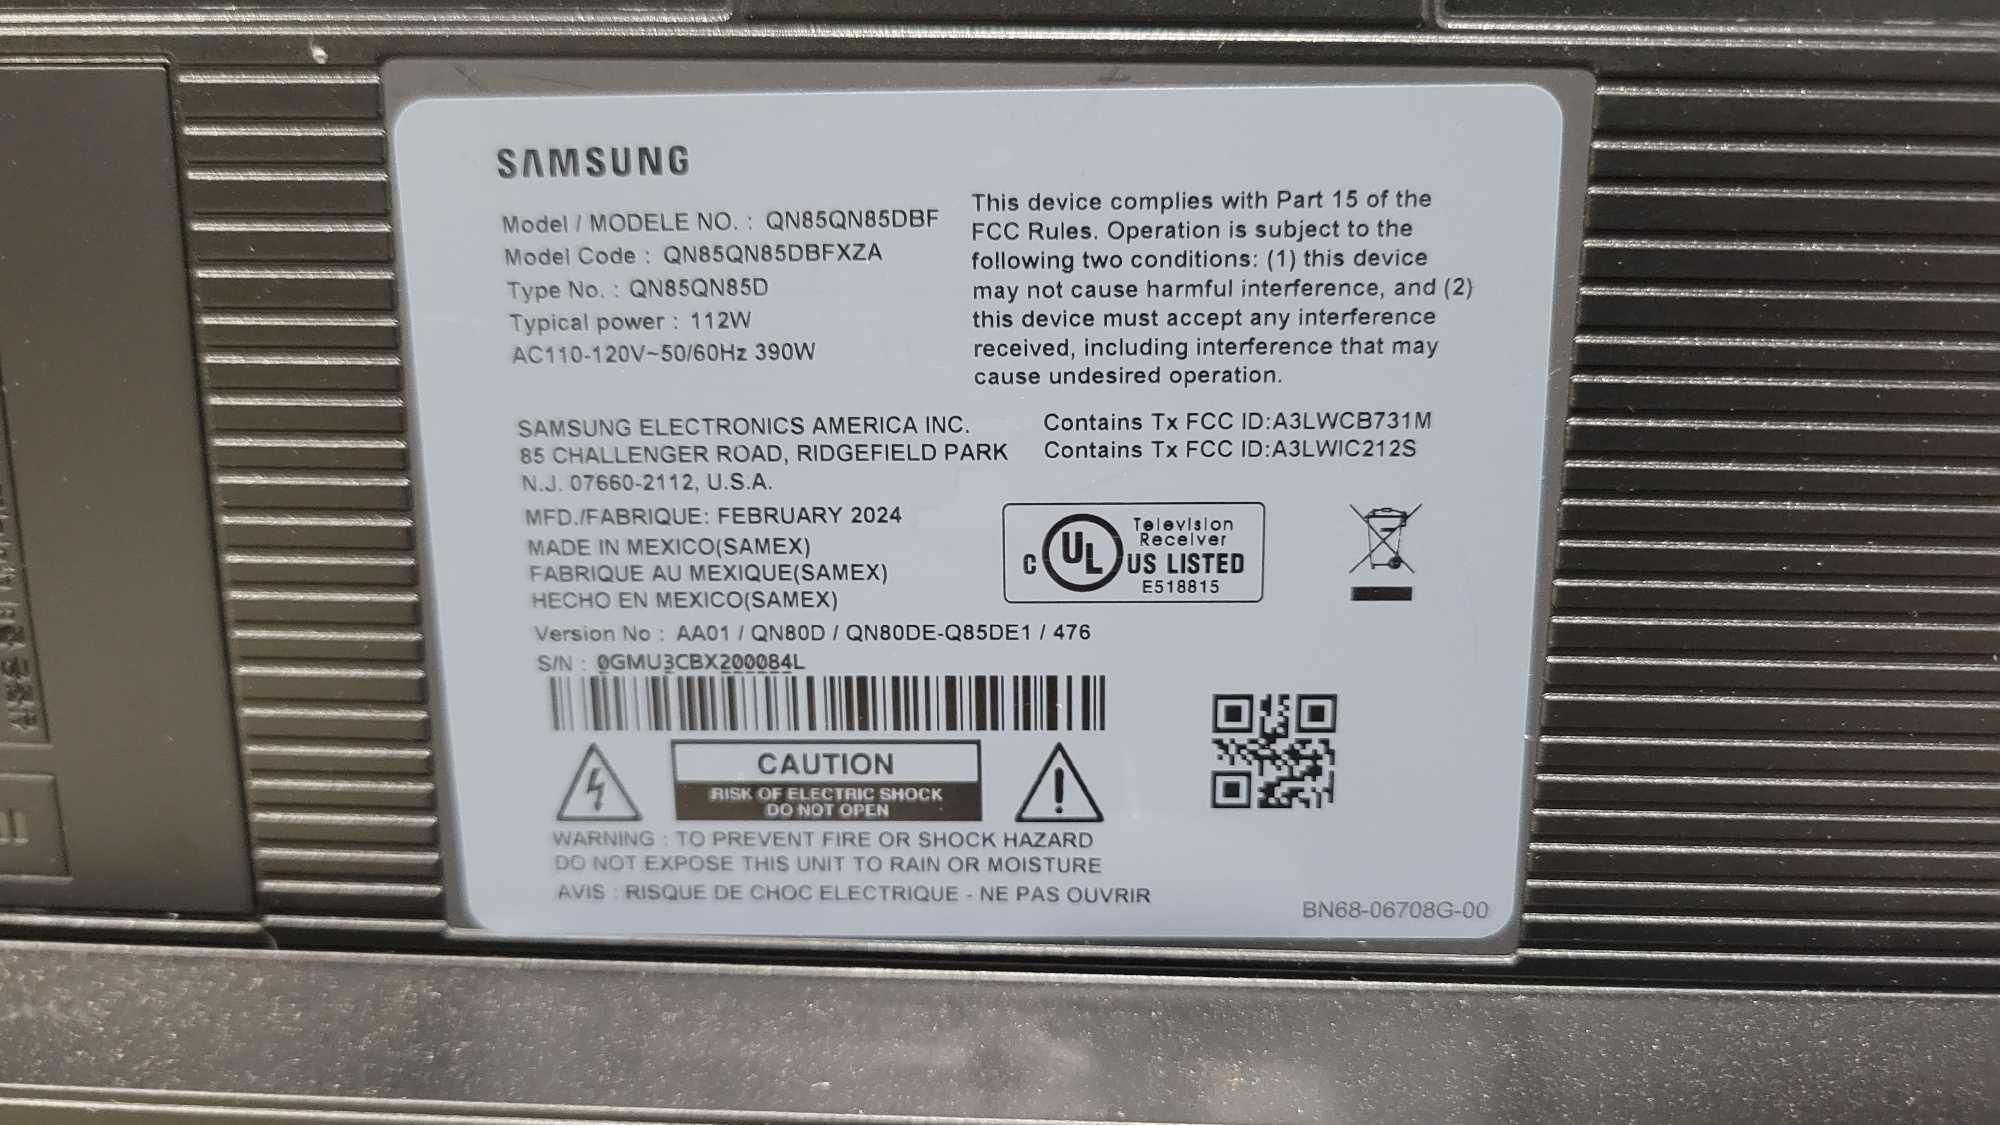 SAMSUNG
Model / MODELE NO. : QN85QN85DBF
Model Code : QN85QN85DBFXZA
Type No. : QN85QN85D
Typical power : 112W
AC110-120V~50/60Hz 390W
This device complies with Part 15 of the
FCC Rules. Operation is subject to the
following two conditions: (1) this device
may not cause harmful interference, and (2)
this device must accept any interference
received, including interference that may
cause undesired operation.
SAMSUNG ELECTRONICS AMERICA INC.
85 CHALLENGER ROAD, RIDGEFIELD PARK
N.J. 07660-2112, U.S.A.
Contains Tx FCC ID:A3LWCB731M
Contains Tx FCC ID:A3LWIC212S
MFD./FABRIQUE: FEBRUARY 2024
MADE IN MEXICO(SAMEX)
FABRIQUE AU MEXIQUE(SAMEX)
HECHO EN MEXICO(SAMEX)
C UL Television
Receiver
US LISTED
E518815
Version No : AA01 / QN80D / QN80DE-Q85DE1 / 476
S/N : 0GMU3CBX200084L
CAUTION
RISK OF ELECTRIC SHOCK
DO NOT OPEN
WARNING : TO PREVENT FIRE OR SHOCK HAZARD
DO NOT EXPOSE THIS UNIT TO RAIN OR MOISTURE
AVIS : RISQUE DE CHOC ELECTRIQUE - NE PAS OUVRIR
BN68-06708G-00